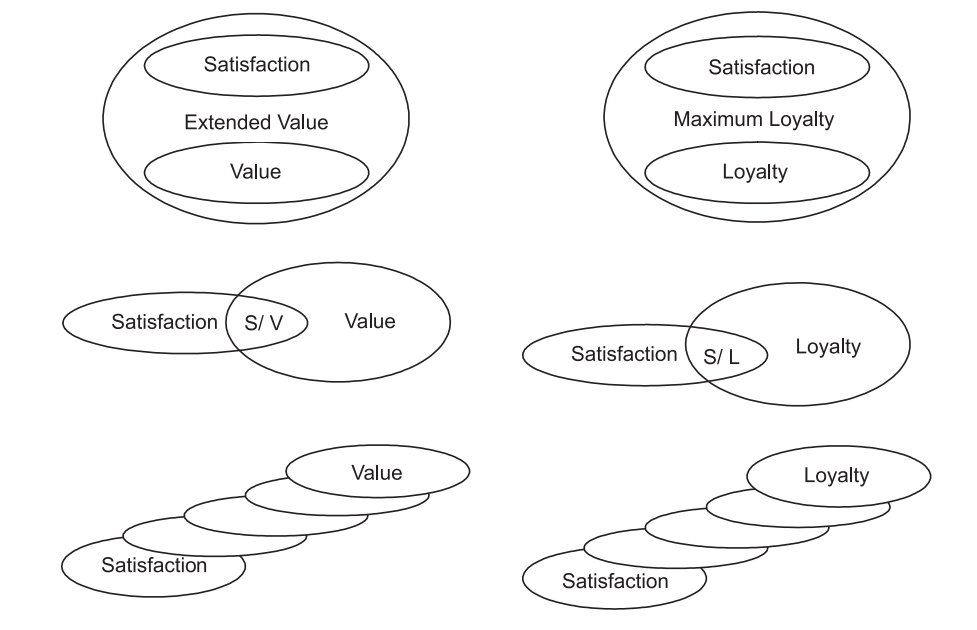 Satisfaction
Extended Value
Value
Satisfaction
Maximum Loyalty
Loyalty
Satisfaction S/ V Value
Satisfaction S/ L Loyalty
Value
Satisfaction
Loyalty
Satisfaction